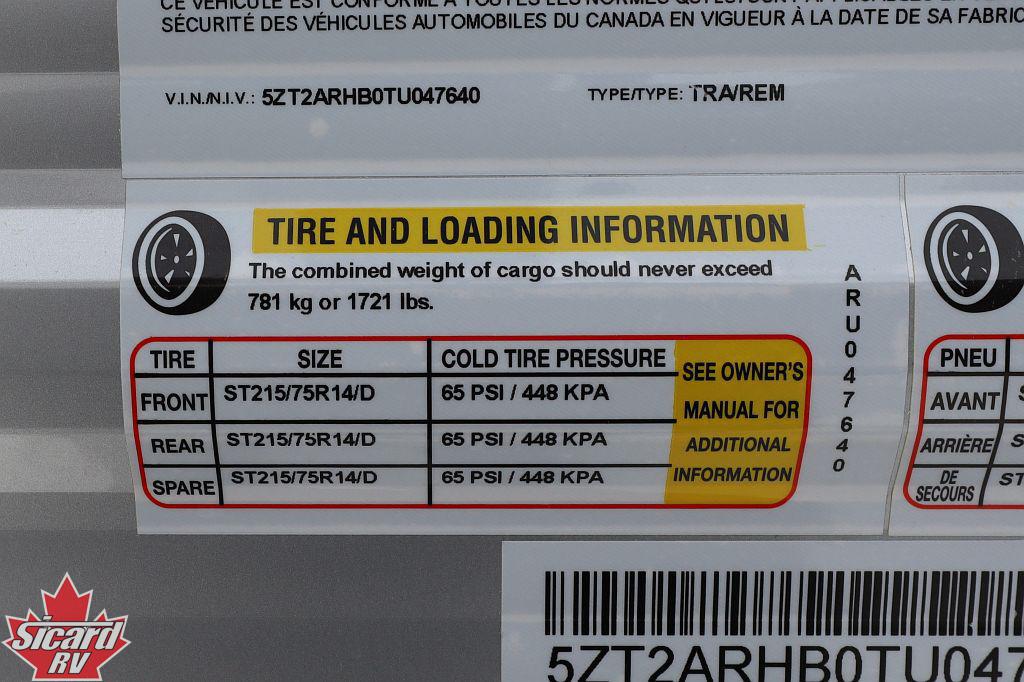 CE VÉHICULE EST CONFORME À TOUTES LES NORMES QUI
SÉCURITÉ DES VÉHICULES AUTOMOBILES DU CANADA EN VIGUEUR À LA DATE DE SA FABRIC
V.I.N./N.I.V.: 5ZT2ARHB0TU047640 TYPE/TYPE: TRA/REM
TIRE AND LOADING INFORMATION
The combined weight of cargo should never exceed
781 kg or 1721 lbs.
TIRE SIZE COLD TIRE PRESSURE
FRONT ST215/75R14/D 65 PSI / 448 KPA
REAR ST215/75R14/D 65 PSI / 448 KPA
SPARE ST215/75R14/D 65 PSI / 448 KPA
SEE OWNER'S
MANUAL FOR
ADDITIONAL
INFORMATION
ARU047640
PNEU
AVANT S
ARRIÈRE S
DE
SECOURS ST
5ZT2ARHB0TU047
Sicard
RV